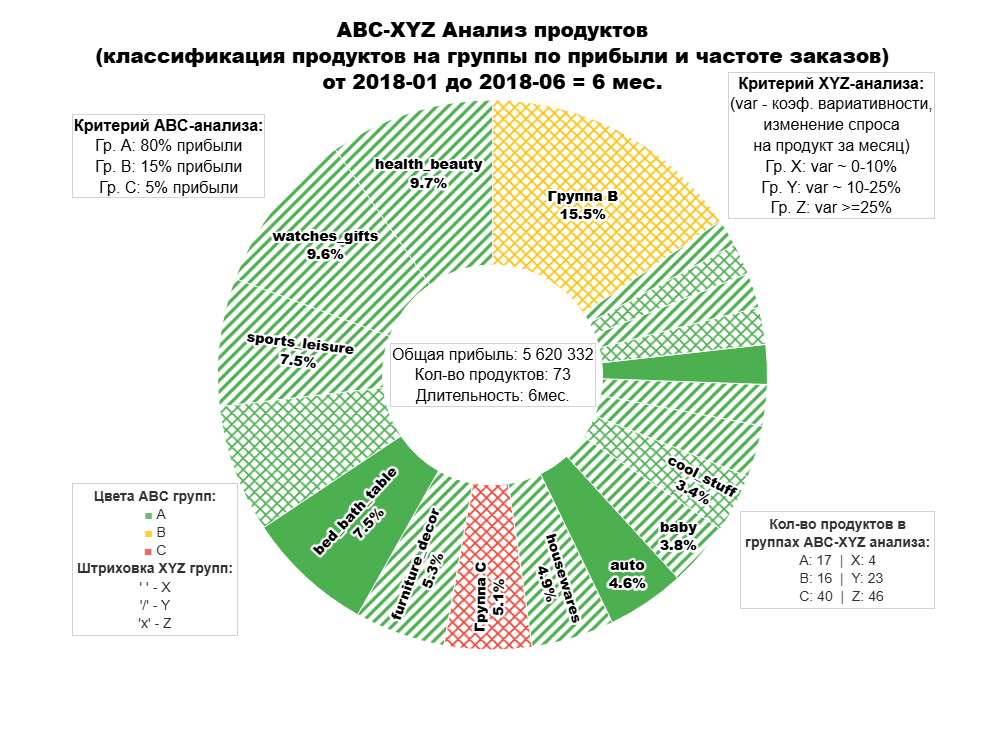 ABC-XYZ Анализ продуктов
(классификация продуктов на группы по прибыли и частоте заказов)
от 2018-01 до 2018-06 = 6 мес.
Критерий ABC-анализа:
Гр. A: 80% прибыли
Гр. B: 15% прибыли
Гр. C: 5% прибыли
Критерий XYZ-анализа:
(var - коэф. вариативности,
изменение спроса
на продукт за месяц)
Гр. X: var ~ 0-10%
Гр. Y: var ~ 10-25%
Гр. Z: var >=25%
health_beauty
9.7%
Группа B
15.5%
watches_gifts
9.6%
sports_leisure
7.5%
Общая прибыль: 5 620 332
Кол-во продуктов: 73
Длительность: 6мес.
bed_bath_table
7.5%
furniture_decor
5.3%
Группа C
5.1%
housewares
4.9%
auto
4.6%
baby
3.8%
cool_stuff
3.4%
Цвета ABC групп:
A
B
C
Штриховка XYZ групп:
' ' - X
'/' - Y
'x' - Z
Кол-во продуктов в
группах ABC-XYZ анализа:
A: 17 | X: 4
B: 16 | Y: 23
C: 40 | Z: 46